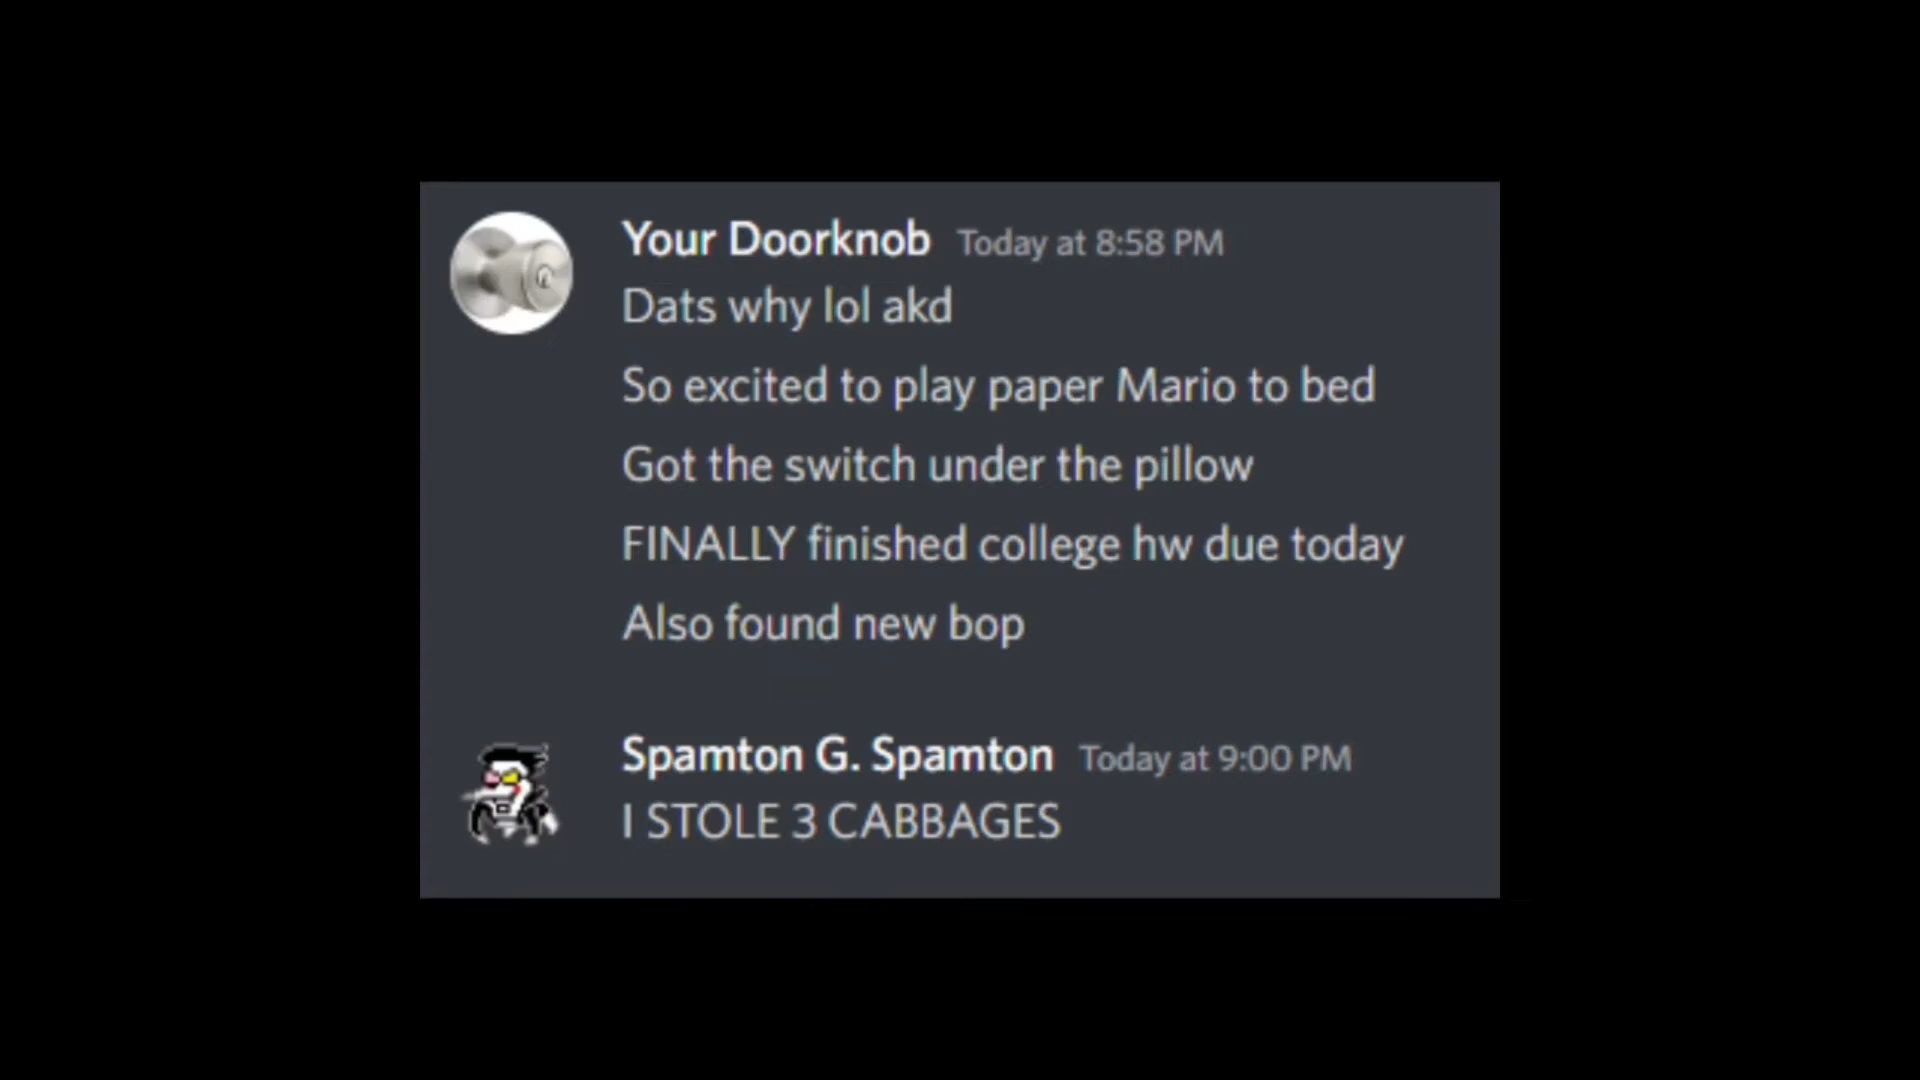 Your Doorknob Today at 8:58 PM
Dats why lol akd
So excited to play paper Mario to bed
Got the switch under the pillow
FINALLY finished college hw due today
Also found new bop
Spamton G. Spamton Today at 9:00 PM
I STOLE 3 CABBAGES